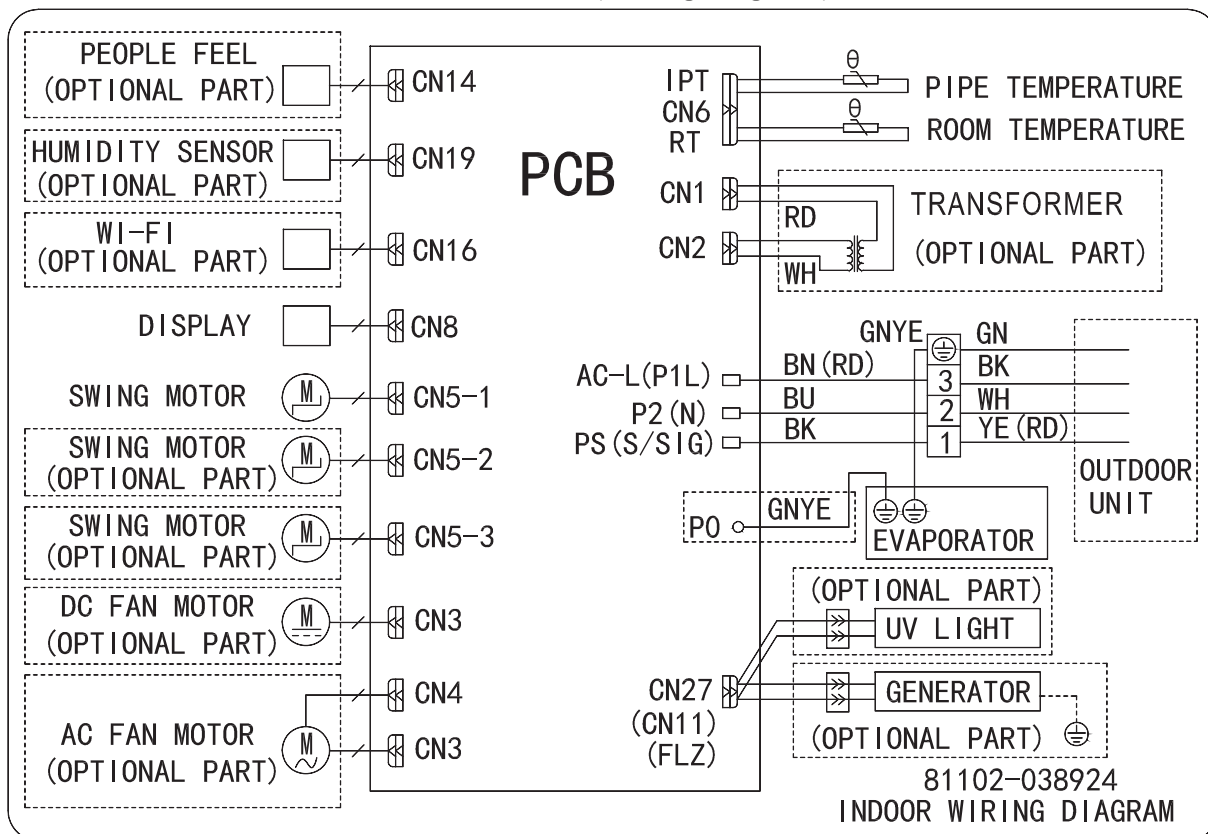 PEOPLE FEEL
(OPTIONAL PART)
CN14
HUMIDITY SENSOR
(OPTIONAL PART)
CN19
WI-FI
(OPTIONAL PART)
CN16
DISPLAY
CN8
SWING MOTOR
M
CN5-1
SWING MOTOR
(OPTIONAL PART)
M
CN5-2
SWING MOTOR
(OPTIONAL PART)
M
CN5-3
DC FAN MOTOR
(OPTIONAL PART)
M
CN3
AC FAN MOTOR
(OPTIONAL PART)
M
CN4
CN3
PCB
IPT
CN6
RT
θ
PIPE TEMPERATURE
θ
ROOM TEMPERATURE
CN1
CN2
RD
WH
TRANSFORMER
(OPTIONAL PART)
AC-L(P1L)
P2(N)
PS(S/SIG)
BN(RD)
BU
BK
GNYE
3
2
1
GN
BK
WH
YE(RD)
OUTDOOR
UNIT
P0
GNYE
EVAPORATOR
(OPTIONAL PART)
UV LIGHT
CN27
(CN11)
(FLZ)
GENERATOR
(OPTIONAL PART)
81102-038924
INDOOR WIRING DIAGRAM